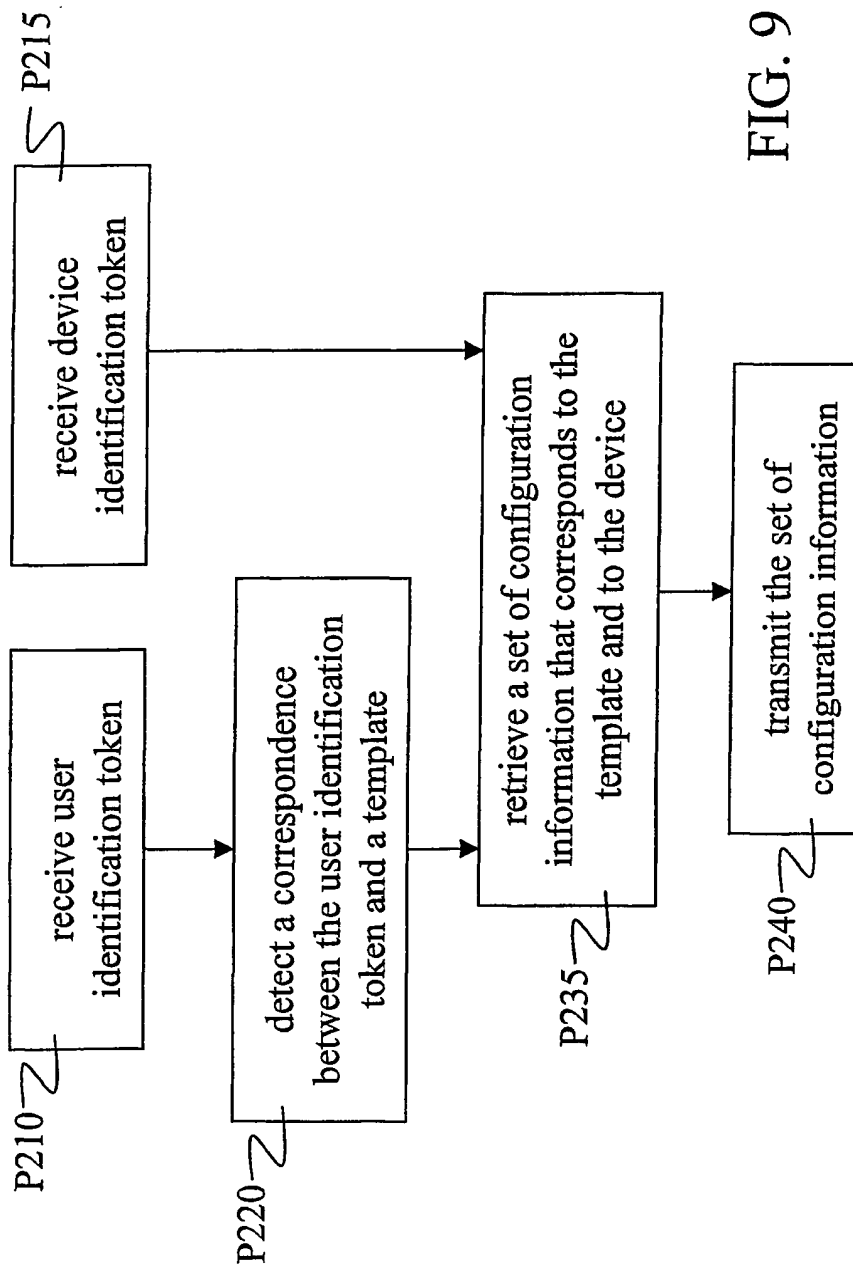 P210
receive user
identification token
receive device
identification token
P215
P220
detect a correspondence
between the user identification
token and a template
P235
retrieve a set of configuration
information that corresponds to the
template and to the device
P240
transmit the set of
configuration information
FIG. 9